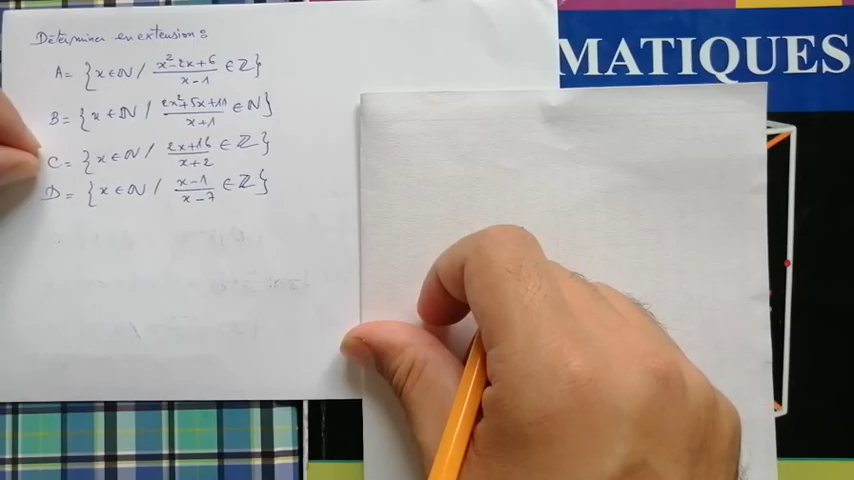 Déterminer en extension :
A = { x ∈ ℕ / x²-2x+6 / x-1 ∈ ℤ }
B = { x ∈ ℕ / 2x²+5x+11 / x+1 ∈ ℕ }
C = { x ∈ ℕ / 2x+16 / x+2 ∈ ℤ }
D = { x ∈ ℕ / x-1 / x-7 ∈ ℤ }
MATIQUES